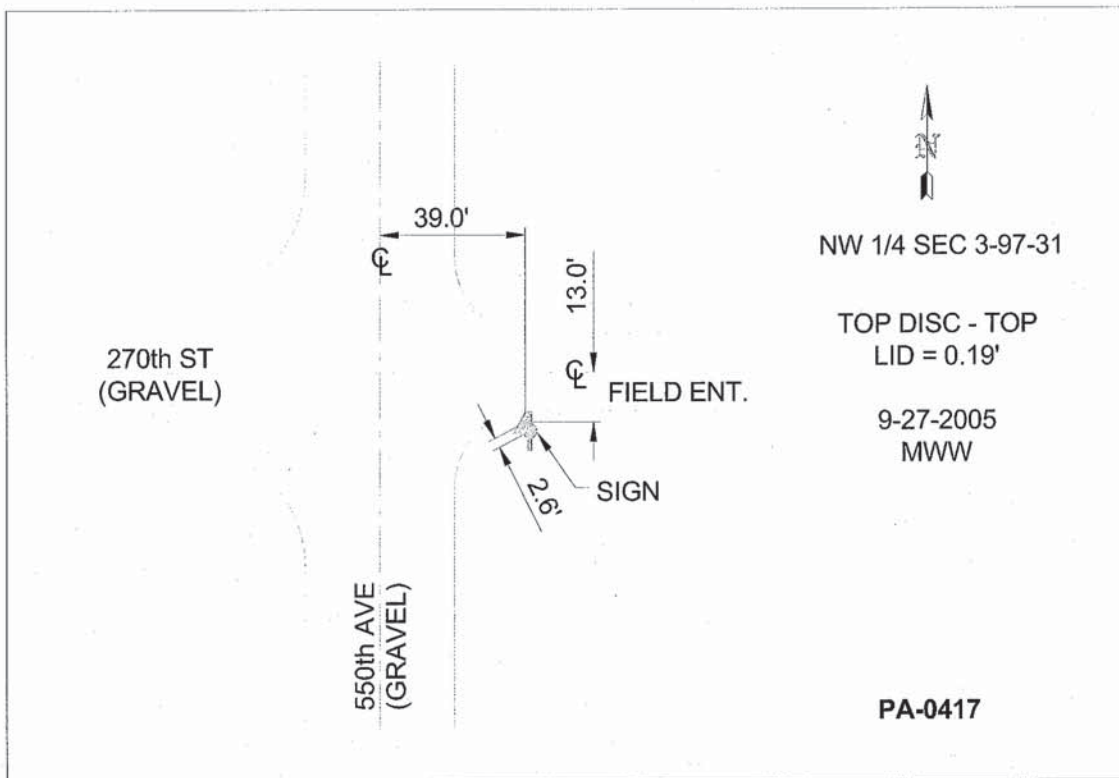 39.0'
℄
N
NW 1/4 SEC 3-97-31
13.0'
TOP DISC - TOP
LID = 0.19'
270th ST
(GRAVEL)
℄
FIELD ENT.
9-27-2005
MWW
SIGN
2.6'
550th AVE
(GRAVEL)
PA-0417